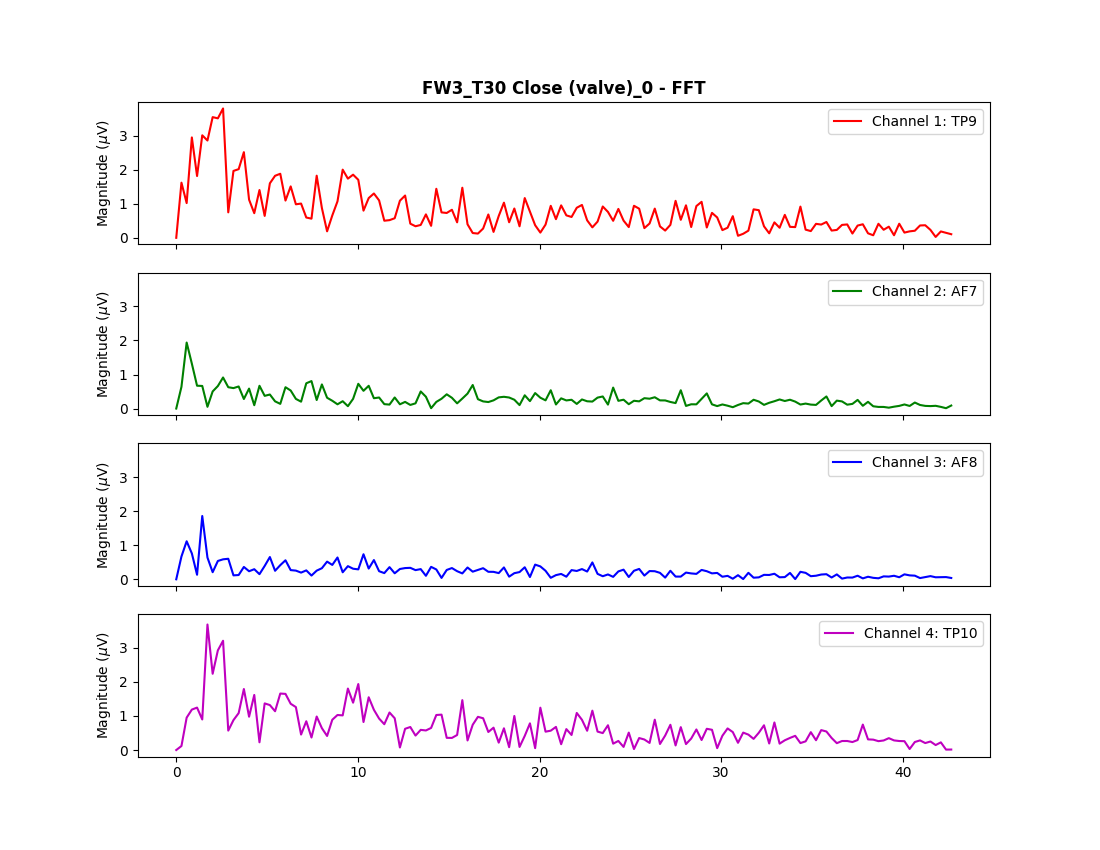 FW3_T30 Close (valve)_0 - FFT
Magnitude (μV)
3
2
1
0
Channel 1: TP9
Magnitude (μV)
3
2
1
0
Channel 2: AF7
Magnitude (μV)
3
2
1
0
Channel 3: AF8
Magnitude (μV)
3
2
1
0
Channel 4: TP10
0 10 20 30 40